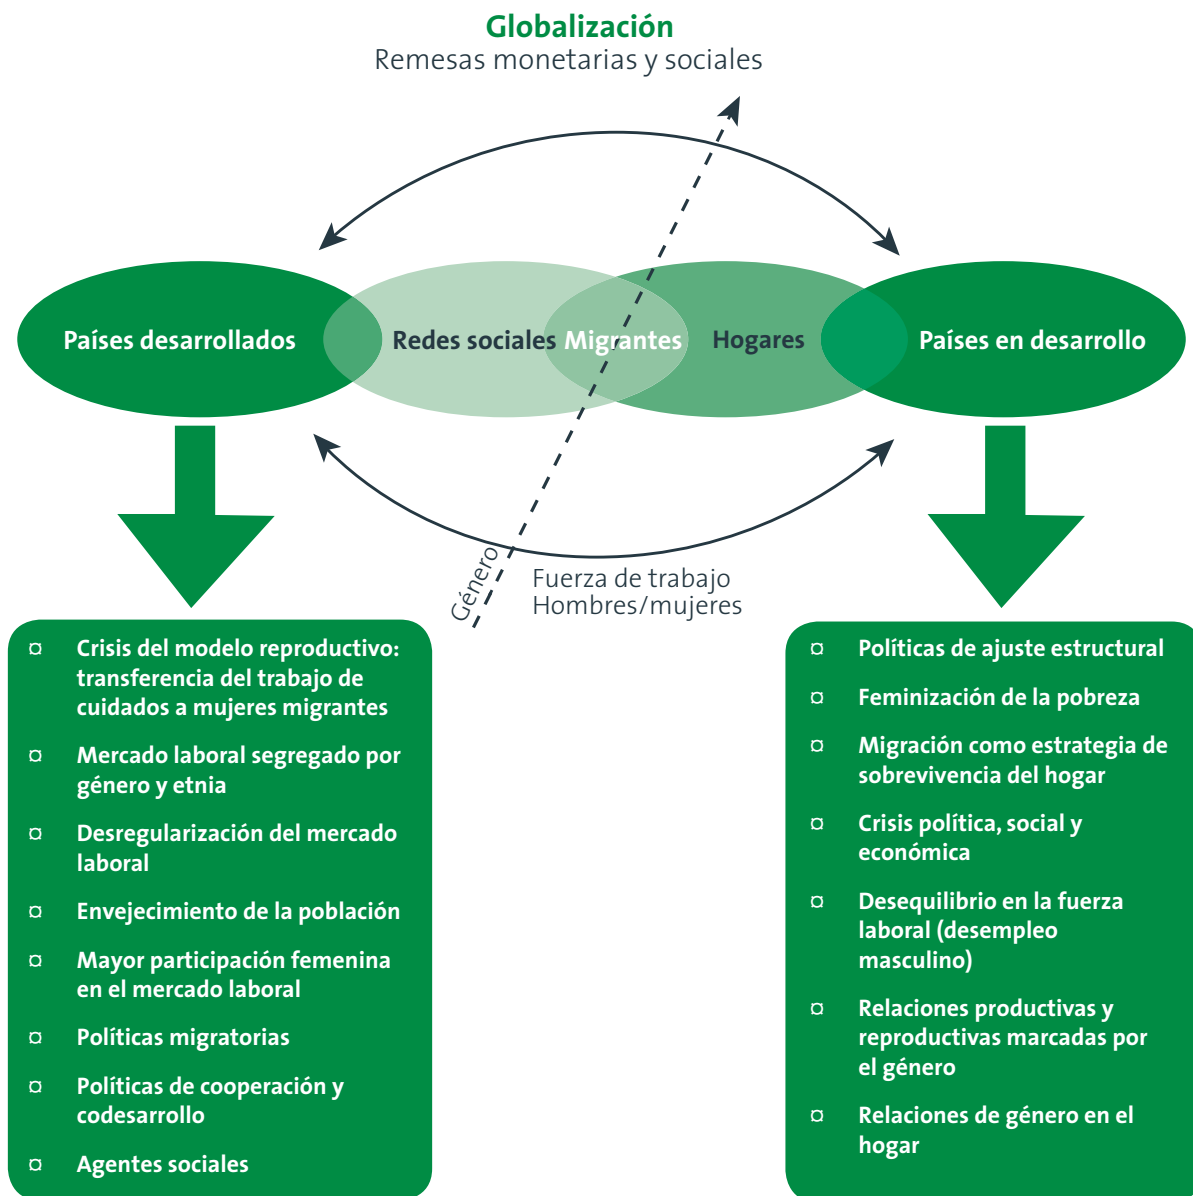 Globalización
Remesas monetarias y sociales
Países desarrollados
Redes sociales
Migrantes
Hogares
Países en desarrollo
Género
Fuerza de trabajo
Hombres/mujeres
¤ Crisis del modelo reproductivo:
transferencia del trabajo de
cuidados a mujeres migrantes
¤ Mercado laboral segregado por
género y etnia
¤ Desregularización del mercado
laboral
¤ Envejecimiento de la población
¤ Mayor participación femenina
en el mercado laboral
¤ Políticas migratorias
¤ Políticas de cooperación y
codesarrollo
¤ Agentes sociales
¤ Políticas de ajuste estructural
¤ Feminización de la pobreza
¤ Migración como estrategia de
sobrevivencia del hogar
¤ Crisis política, social y
económica
¤ Desequilibrio en la fuerza
laboral (desempleo
masculino)
¤ Relaciones productivas y
reproductivas marcadas por
el género
¤ Relaciones de género en el
hogar